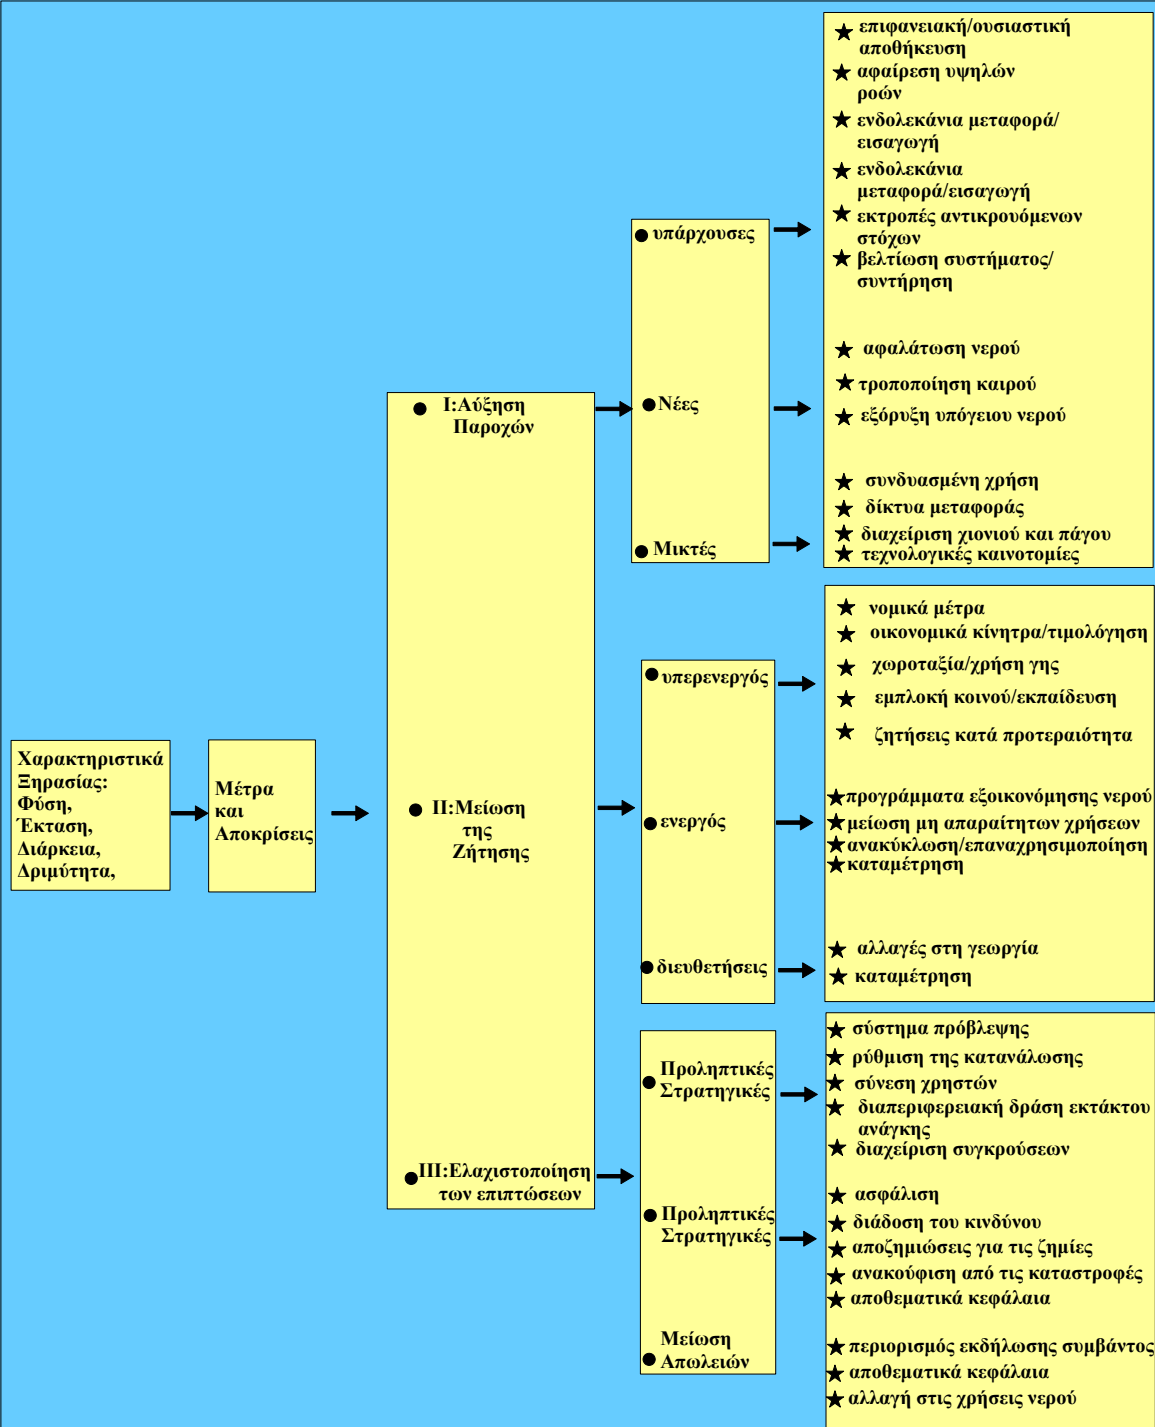 Χαρακτηριστικά
Ξηρασίας:
Φύση,
Έκταση,
Διάρκεια,
Δριμύτητα,
Μέτρα
και
Αποκρίσεις
Ι:Αύξηση
Παροχών
ΙΙ:Μείωση
της
Ζήτησης
ΙΙΙ:Ελαχιστοποίηση
των επιπτώσεων
υπάρχουσες
Νέες
Μικτές
επιφανειακή/ουσιαστική
αποθήκευση
αφαίρεση υψηλών
ροών
ενδολεκάνια μεταφορά/
εισαγωγή
ενδολεκάνια
μεταφορά/εισαγωγή
εκτροπές αντικρουόμενων
στόχων
βελτίωση συστήματος/
συντήρηση
αφαλάτωση νερού
τροποποίηση καιρού
εξόρυξη υπόγειου νερού
συνδυασμένη χρήση
δίκτυα μεταφοράς
διαχείριση χιονιού και πάγου
τεχνολογικές καινοτομίες
υπερενεργός
ενεργός
διευθετήσεις
νομικά μέτρα
οικονομικά κίνητρα/τιμολόγηση
χωροταξία/χρήση γης
εμπλοκή κοινού/εκπαίδευση
ζητήσεις κατά προτεραιότητα
προγράμματα εξοικονόμησης νερού
μείωση μη απαραίτητων χρήσεων
ανακύκλωση/επαναχρησιμοποίηση
καταμέτρηση
αλλαγές στη γεωργία
καταμέτρηση
Προληπτικές
Στρατηγικές
Προληπτικές
Στρατηγικές
Μείωση
Απωλειών
σύστημα πρόβλεψης
ρύθμιση της κατανάλωσης
σύνεση χρηστών
διαπεριφερειακή δράση εκτάκτου
ανάγκης
διαχείριση συγκρούσεων
ασφάλιση
διάδοση του κινδύνου
αποζημιώσεις για τις ζημίες
ανακούφιση από τις καταστροφές
αποθεματικά κεφάλαια
περιορισμός εκδήλωσης συμβάντος
αποθεματικά κεφάλαια
αλλαγή στις χρήσεις νερού